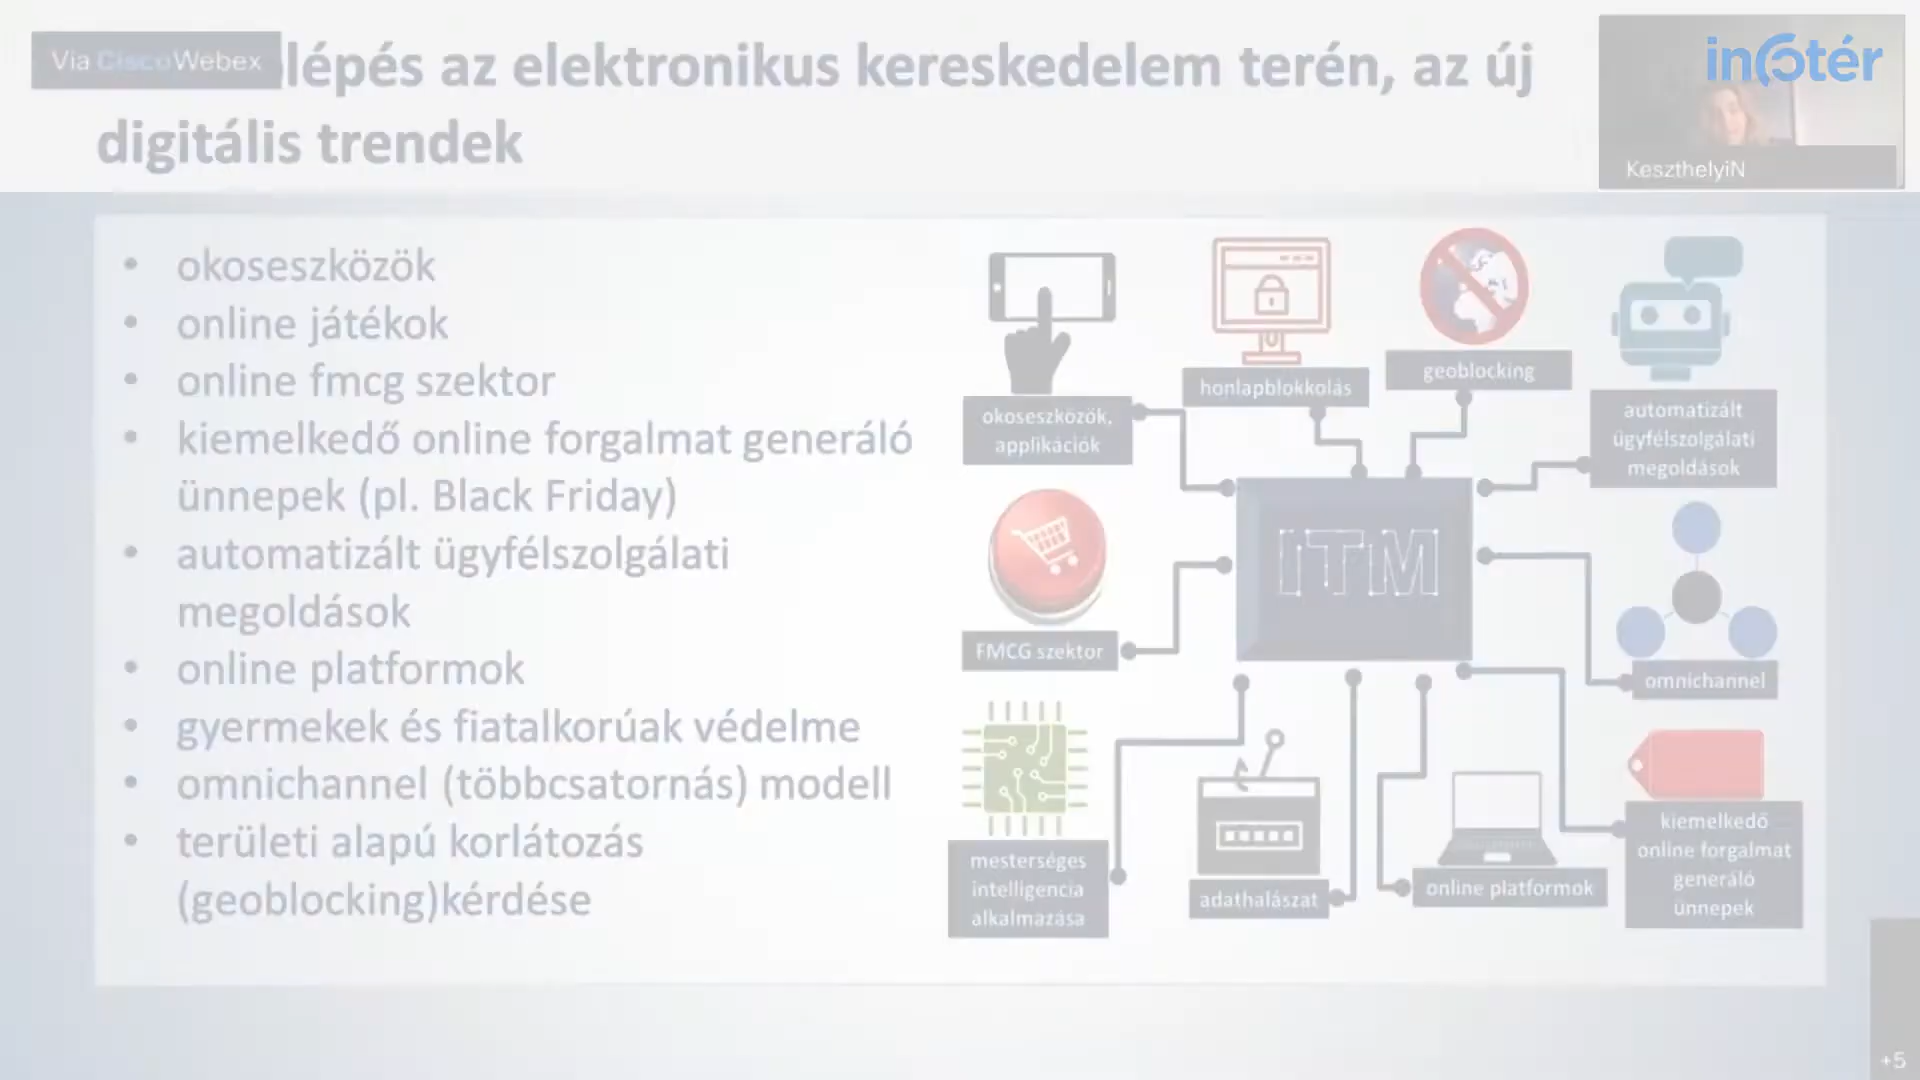 Via CiscoWebex
lépés az elektronikus kereskedelem terén, az új
digitális trendek
inotér
KeszthelyiN
• okoseszközök
• online játékok
• online fmcg szektor
• kiemelkedő online forgalmat generáló
ünnepek (pl. Black Friday)
• automatizált ügyfélszolgálati
megoldások
• online platformok
• gyermekek és fiatalkorúak védelme
• omnichannel (többcsatornás) modell
• területi alapú korlátozás
(geoblocking)kérdése
okoseszközök,
applikációk
honlapblokkolás
geoblocking
automatizált
ügyfélszolgálati
megoldások
ITM
FMCG szektor
omnichannel
mesterséges
intelligencia
alkalmazása
adathalászat
online platformok
kiemelkedő
online forgalmat
generáló
ünnepek
+5